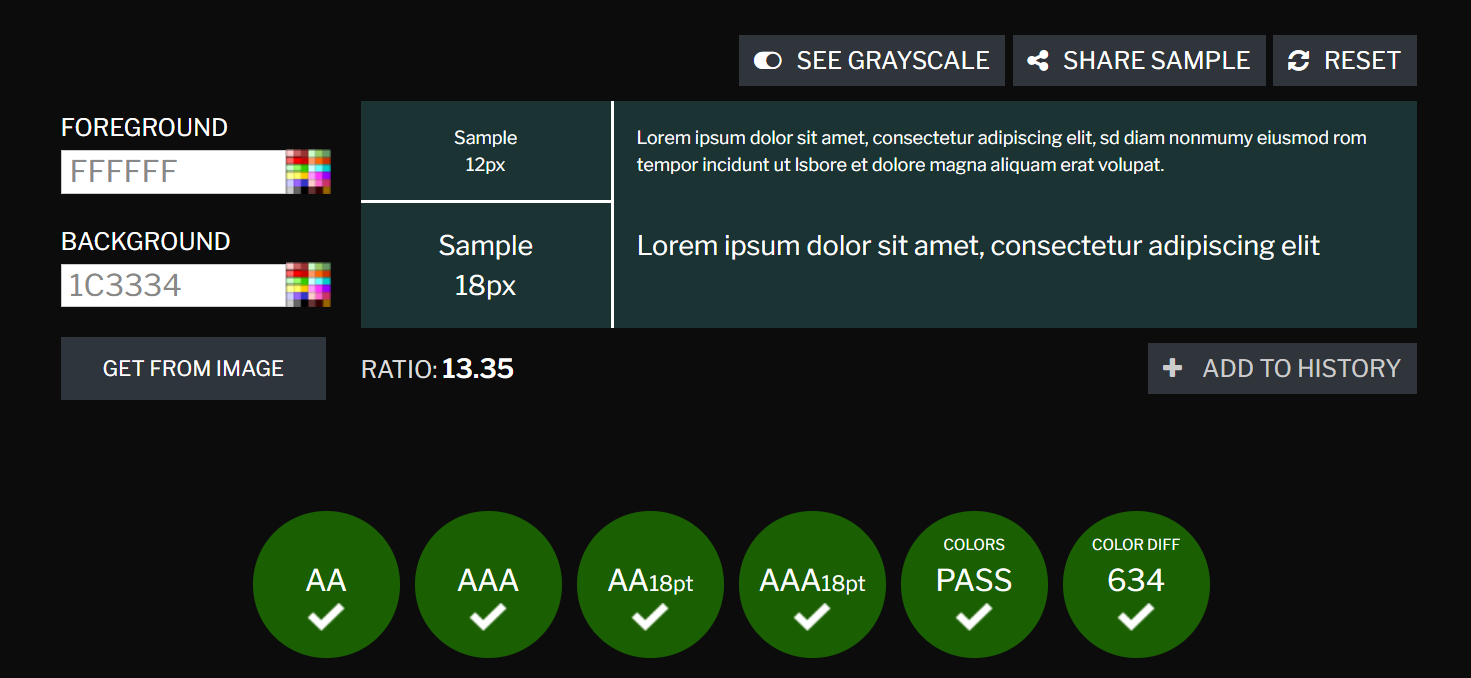 SEE GRAYSCALE
SHARE SAMPLE
RESET
FOREGROUND
FFFFFF
BACKGROUND
1C3334
GET FROM IMAGE
Sample
12px
Lorem ipsum dolor sit amet, consectetur adipiscing elit, sd diam nonmumy eiusmod rom
tempor incidunt ut lsbore et dolore magna aliquam erat volupat.
Sample
18px
Lorem ipsum dolor sit amet, consectetur adipiscing elit
RATIO: 13.35
ADD TO HISTORY
AA
AAA
AA18pt
AAA18pt
COLORS
PASS
COLOR DIFF
634